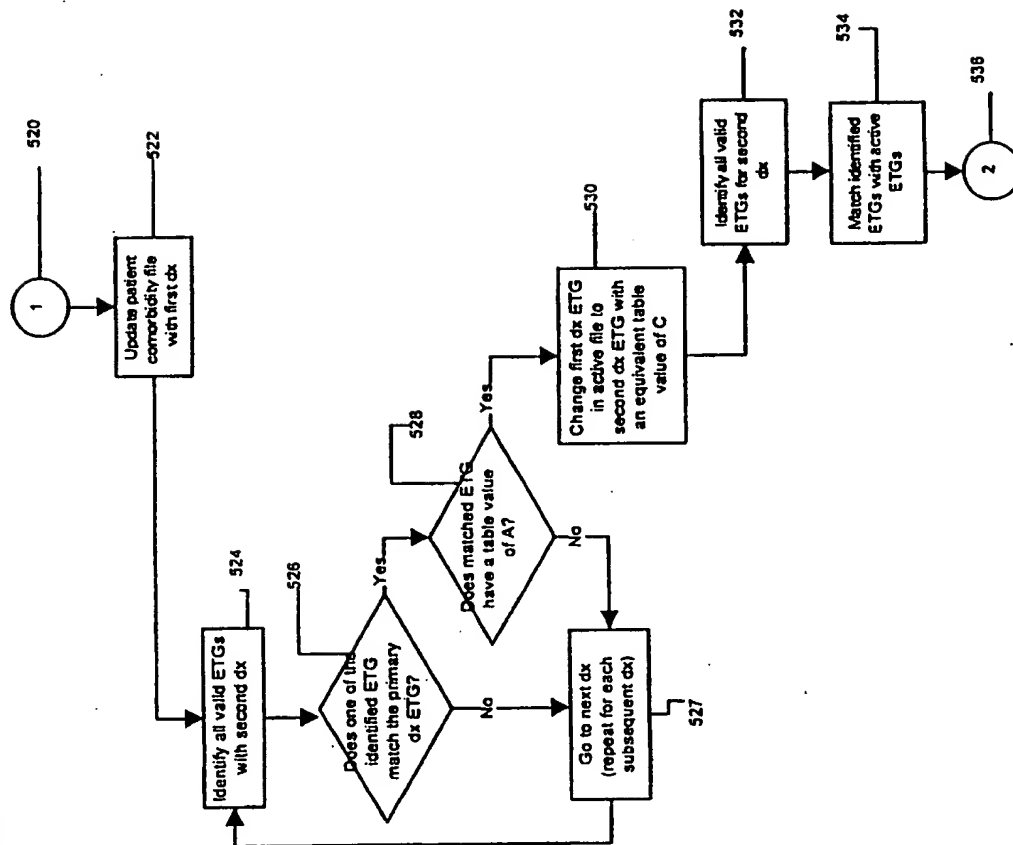 1
520
Update patient
comorbidity file
with first dx
522
Identify all valid ETGs
with second dx
524
Does one of the
identified ETG
match the primary
dx ETG?
526
Yes
No
Does matched ETG
have a table value
of A?
528
Yes
No
Go to next dx
(repeat for each
subsequent dx)
527
Change first dx ETG
in active file to
second dx ETG with
an equivalent table
value of C
530
Identify all valid
ETGs for second
dx
532
Match identified
ETGs with active
ETGs
534
2
536